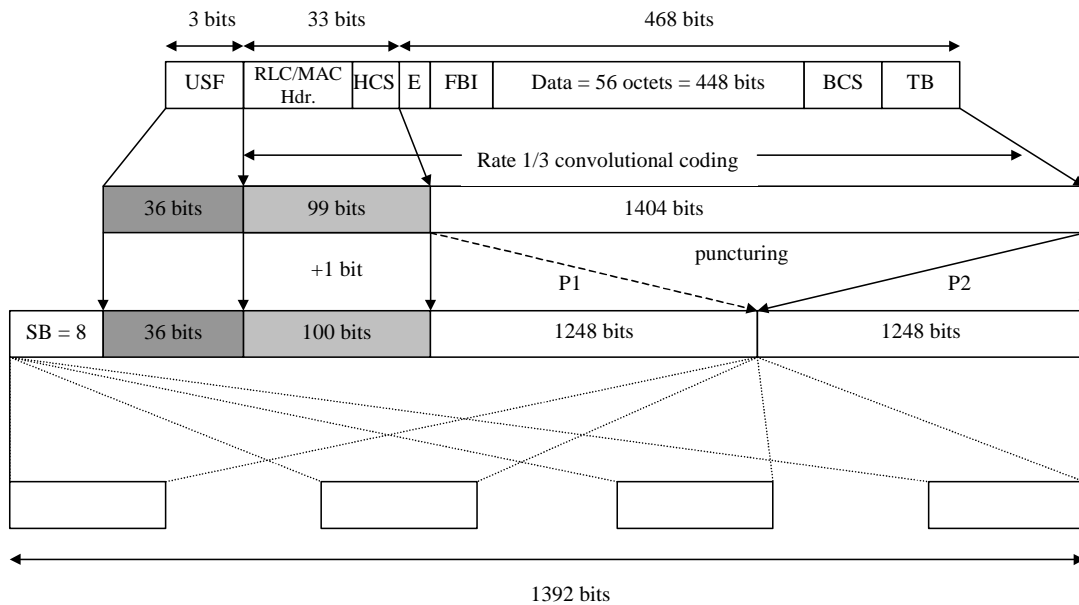 3 bits 33 bits 468 bits
USF RLC/MAC Hdr. HCS E FBI Data = 56 octets = 448 bits BCS TB
Rate 1/3 convolutional coding
36 bits 99 bits 1404 bits
+1 bit puncturing
P1 P2
SB = 8 36 bits 100 bits 1248 bits 1248 bits
1392 bits